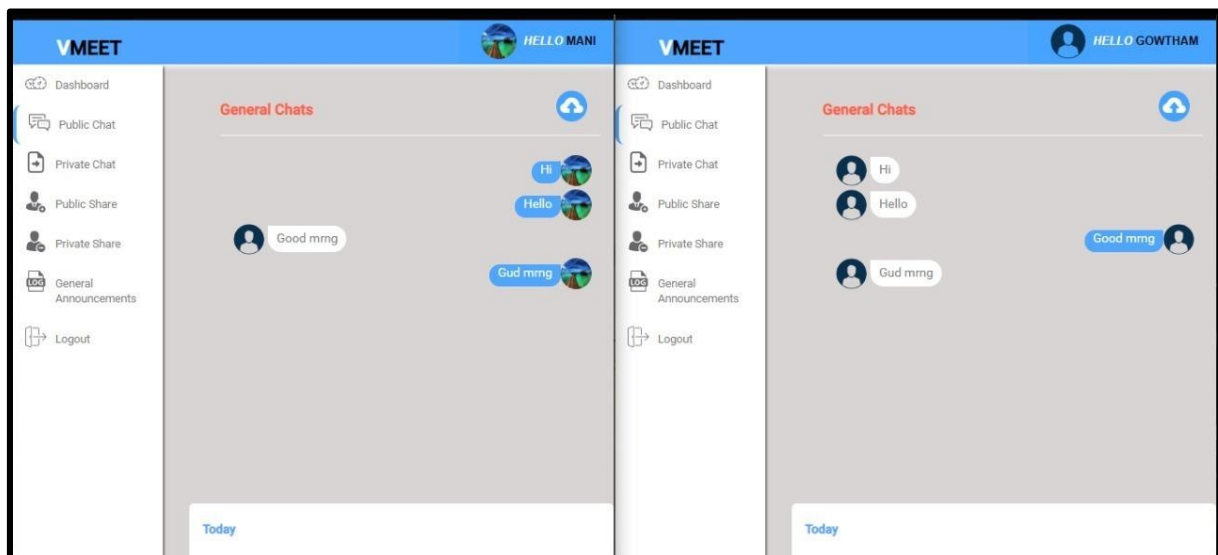 VMEET
HELLO MANI
Dashboard
Public Chat
Private Chat
Public Share
Private Share
LOG
General
Announcements
Logout
General Chats
Hi
Hello
Good mrng
Gud mrng
Today
VMEET
HELLO GOWTHAM
Dashboard
Public Chat
Private Chat
Public Share
Private Share
LOG
General
Announcements
Logout
General Chats
Hi
Hello
Good mrng
Gud mrng
Today